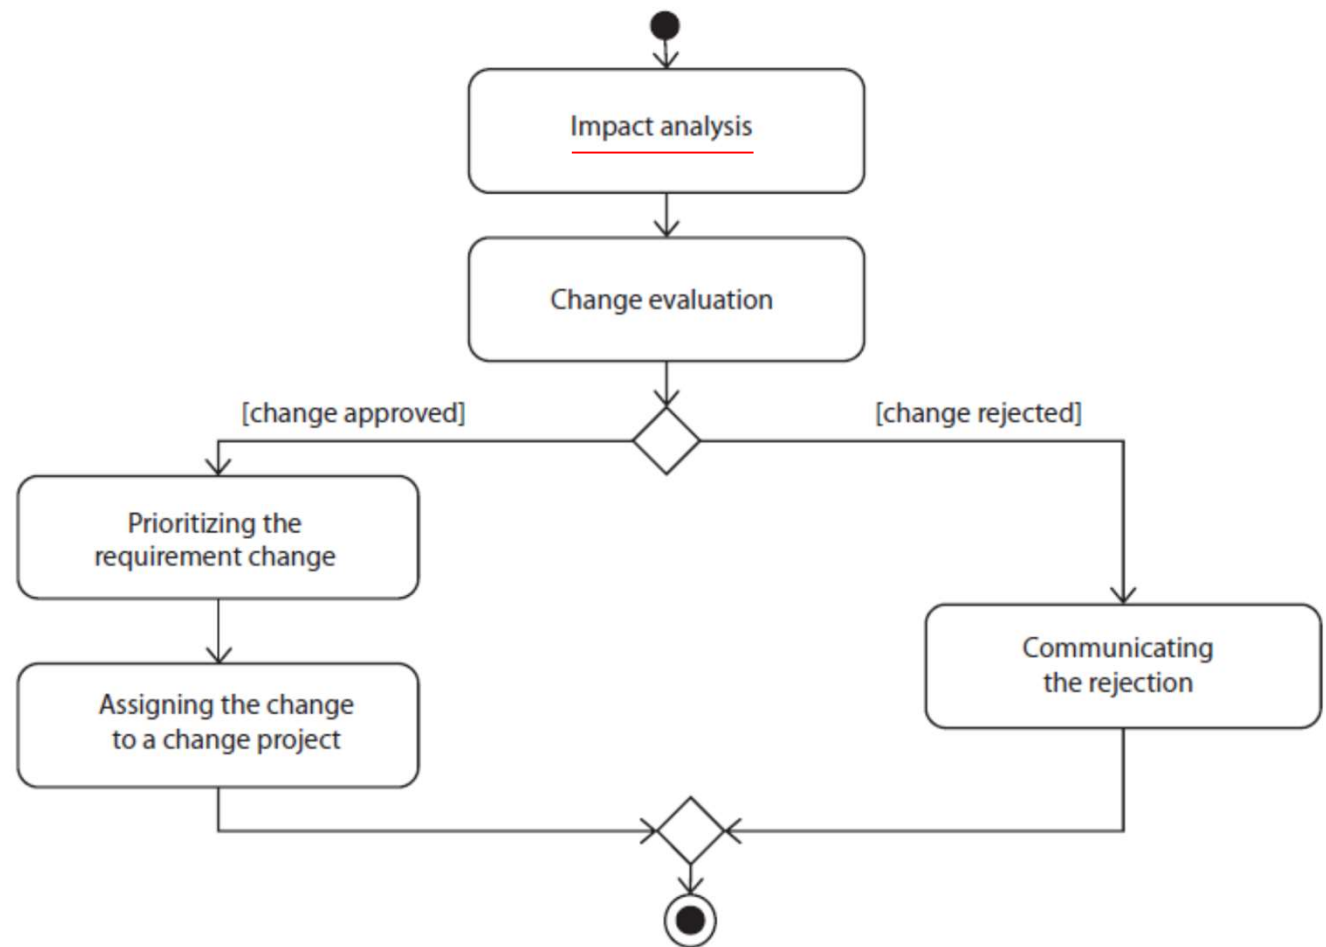 Impact analysis
Change evaluation
[change approved]
[change rejected]
Prioritizing the
requirement change
Assigning the change
to a change project
Communicating
the rejection